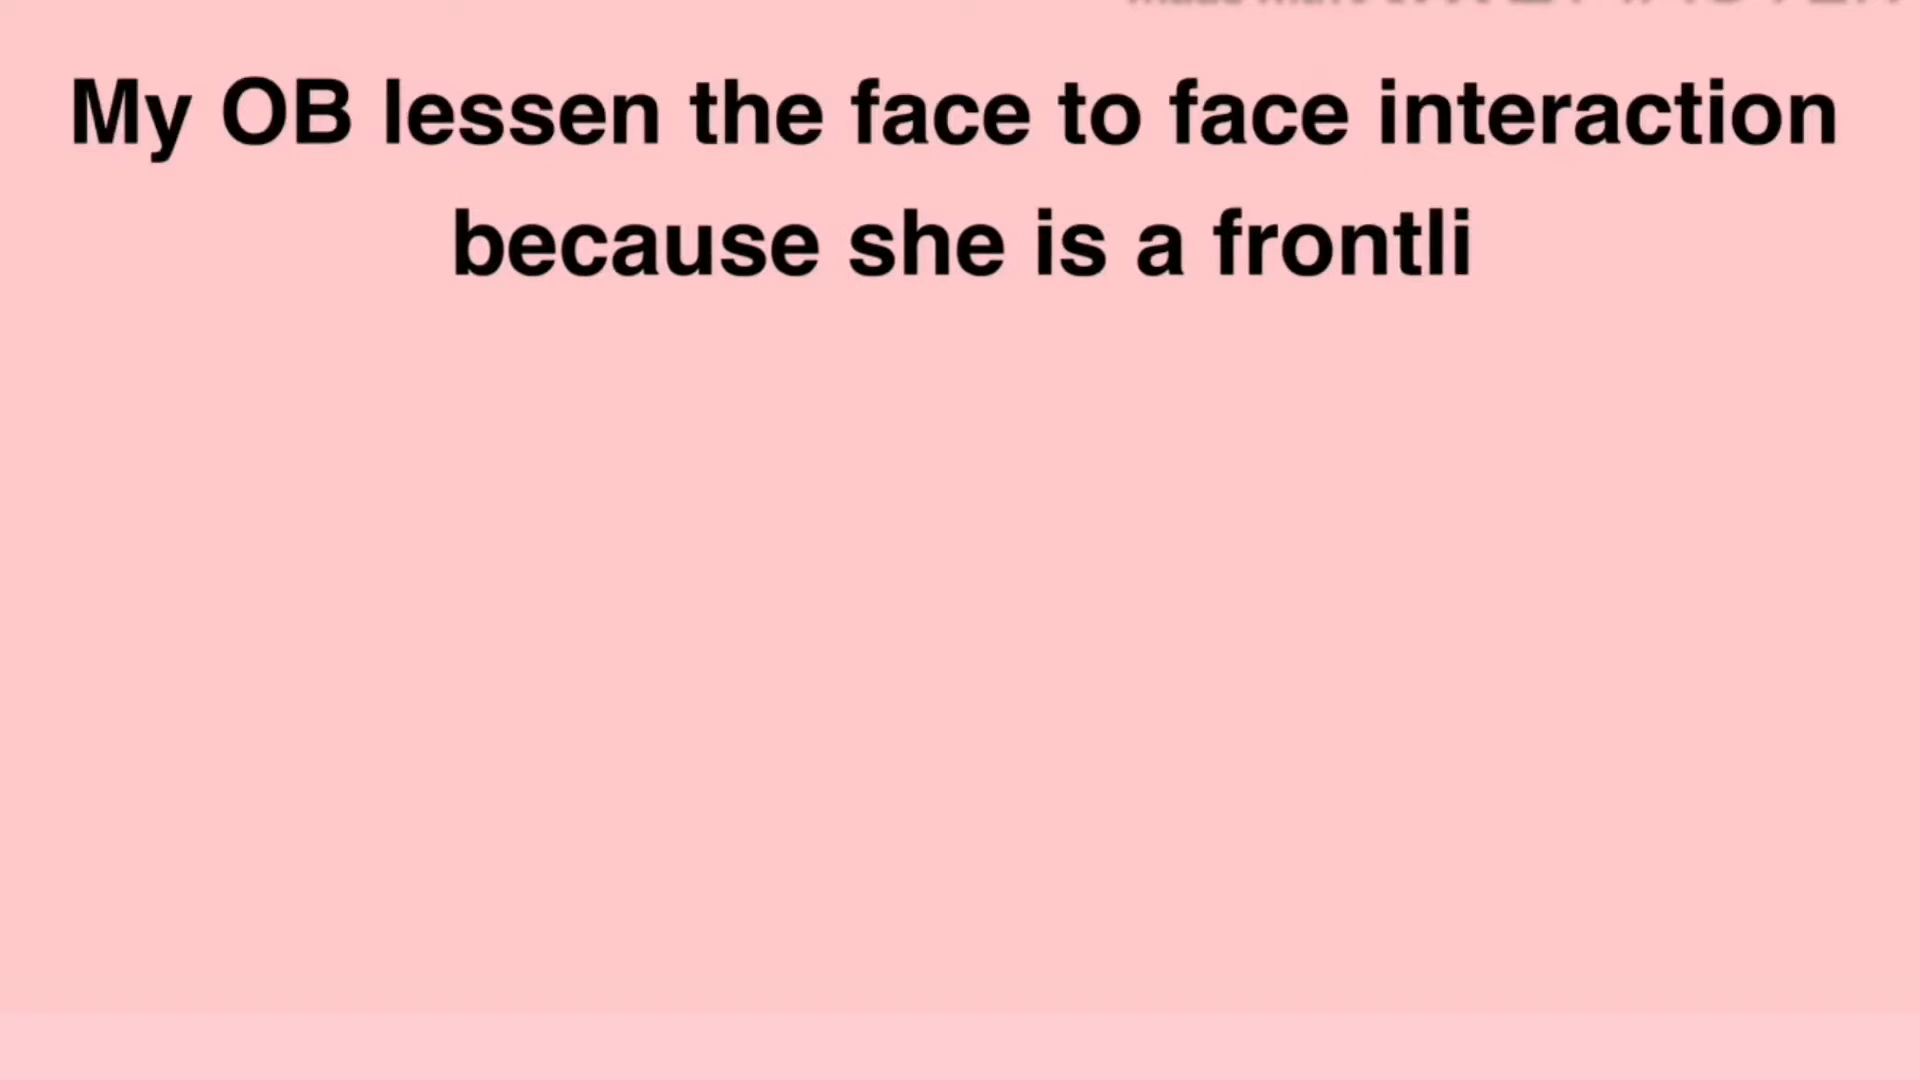 My OB lessen the face to face interaction
because she is a frontli